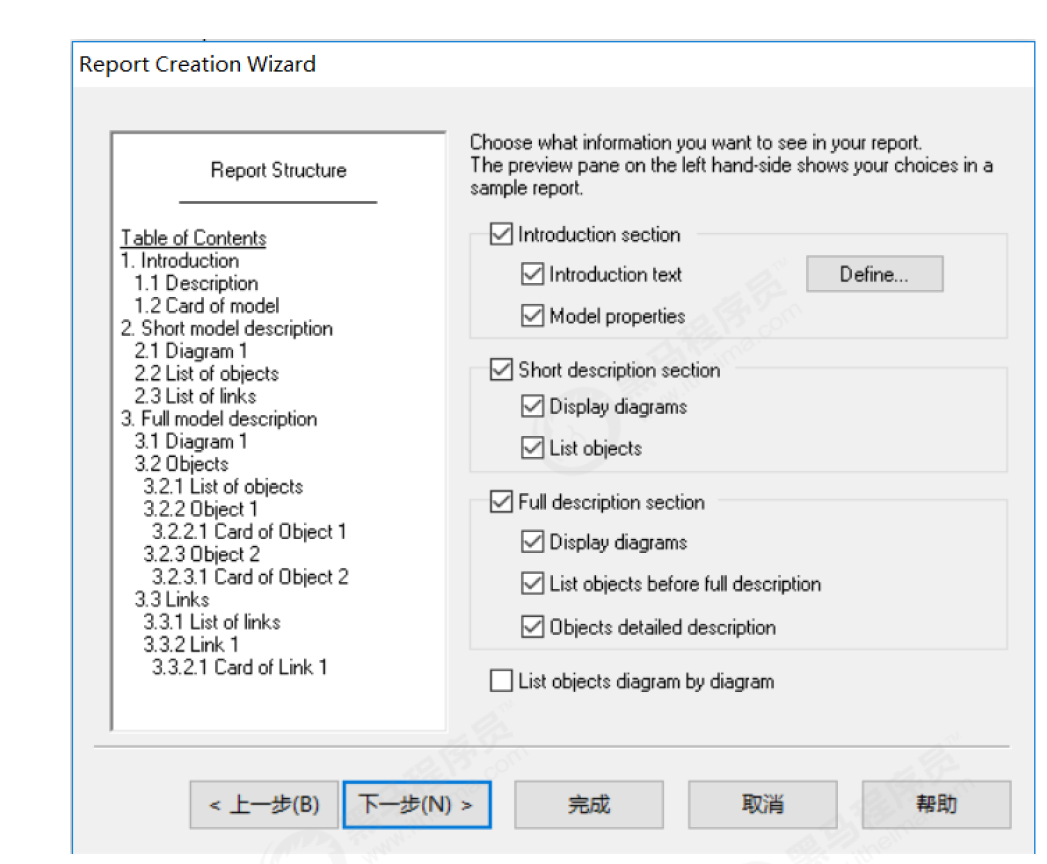 Report Creation Wizard
Report Structure
Table of Contents
1. Introduction
1.1 Description
1.2 Card of model
2. Short model description
2.1 Diagram 1
2.2 List of objects
2.3 List of links
3. Full model description
3.1 Diagram 1
3.2 Objects
3.2.1 List of objects
3.2.2 Object 1
3.2.2.1 Card of Object 1
3.2.3 Object 2
3.2.3.1 Card of Object 2
3.3 Links
3.3.1 List of links
3.3.2 Link 1
3.3.2.1 Card of Link 1
Choose what information you want to see in your report.
The preview pane on the left hand-side shows your choices in a
sample report.
Introduction section
Introduction text
Define...
Model properties
Short description section
Display diagrams
List objects
Full description section
Display diagrams
List objects before full description
Objects detailed description
List objects diagram by diagram
< 上一步(B)
下一步(N) >
完成
取消
帮助
黑马程序员
www.itheima.com